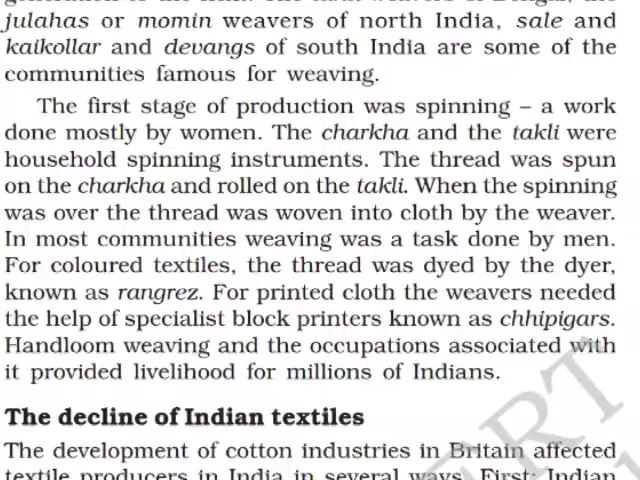 julahas or momin weavers of north India, sale and
kaikollar and devangs of south India are some of the
communities famous for weaving.
The first stage of production was spinning – a work
done mostly by women. The charkha and the takli were
household spinning instruments. The thread was spun
on the charkha and rolled on the takli. When the spinning
was over the thread was woven into cloth by the weaver.
In most communities weaving was a task done by men.
For coloured textiles, the thread was dyed by the dyer,
known as rangrez. For printed cloth the weavers needed
the help of specialist block printers known as chhipigars.
Handloom weaving and the occupations associated with
it provided livelihood for millions of Indians.
The decline of Indian textiles
The development of cotton industries in Britain affected
textile producers in India in several ways. First: Indian